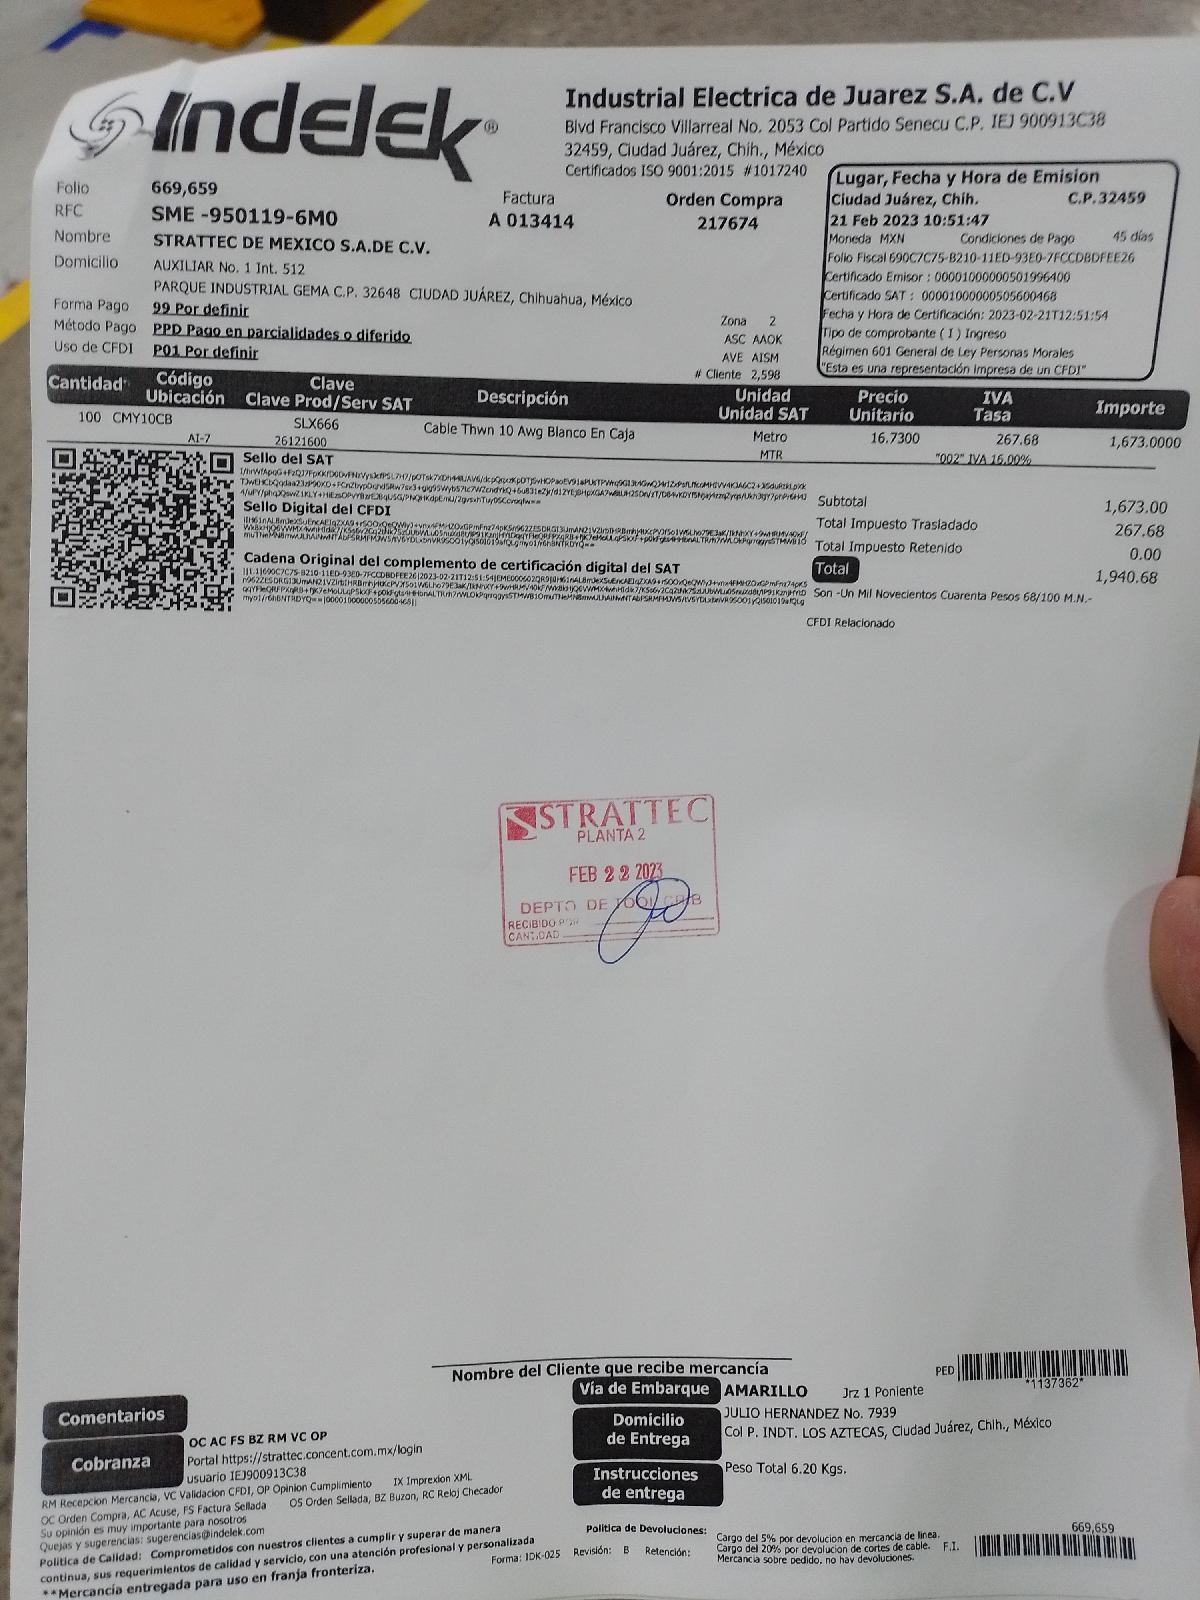 Indelek®
Industrial Electrica de Juarez S.A. de C.V
Blvd Francisco Villarreal No. 2053 Col Partido Senecu C.P. IEJ 900913C38
32459, Ciudad Juárez, Chih., México
Certificados ISO 9001:2015 #1017240
Folio 669,659
RFC SME -950119-6M0
Nombre STRATTEC DE MEXICO S.A.DE C.V.
Domicilio AUXILIAR No. 1 Int. 512
PARQUE INDUSTRIAL GEMA C.P. 32648 CIUDAD JUÁREZ, Chihuahua, México
Forma Pago 99 Por definir
Método Pago PPD Pago en parcialidades o diferido
Uso de CFDI P01 Por definir
Factura
A 013414
Orden Compra
217674
Zona 2
ASC AAOK
AVE AISM
# Cliente 2,598
Lugar, Fecha y Hora de Emision
Ciudad Juárez, Chih. C.P. 32459
21 Feb 2023 10:51:47
Moneda MXN Condiciones de Pago 45 días
Folio Fiscal 690C7C75-B210-11ED-93E0-7FCCDBDFEE26
Certificado Emisor : 00001000000501996400
Certificado SAT : 00001000000505600468
Fecha y Hora de Certificación: 2023-02-21T12:51:54
Tipo de comprobante ( I ) Ingreso
Régimen 601 General de Ley Personas Morales
"Esta es una representación impresa de un CFDI"
Cantidad Código Ubicación Clave Clave Prod/Serv SAT Descripción Unidad Unidad SAT Precio Unitario IVA Tasa Importe
100 CMY10CB SLX666 Cable Thwn 10 Awg Blanco En Caja Metro 16.7300 267.68 1,673.0000
AI-7 26121600 MTR "002" IVA 16.00%
Sello del SAT
Sello Digital del CFDI
Cadena Original del complemento de certificación digital del SAT
Subtotal 1,673.00
Total Impuesto Trasladado 267.68
Total Impuesto Retenido 0.00
Total 1,940.68
Son -Un Mil Novecientos Cuarenta Pesos 68/100 M.N.-
CFDI Relacionado
STRATTEC
PLANTA 2
FEB 22 2023
DEPTO DE TOOL CRIB
RECIBIDO POR
CANTIDAD
Nombre del Cliente que recibe mercancía
PED
*1137362*
Vía de Embarque AMARILLO Jrz 1 Poniente
Domicilio de Entrega
JULIO HERNANDEZ No. 7939
Col P. INDT. LOS AZTECAS, Ciudad Juárez, Chih., México
Instrucciones de entrega
Peso Total 6.20 Kgs.
Comentarios
Cobranza
OC AC FS BZ RM VC OP
Portal https://strattec.concent.com.mx/login
usuario IEJ900913C38
RM Recepcion Mercancia, VC Validacion CFDI, OP Opinion Cumplimiento IX Imprexion XML
OC Orden Compra, AC Acuse, FS Factura Sellada OS Orden Sellada, BZ Buzon, RC Reloj Checador
Su opinión es muy importante para nosotros
Quejas y sugerencias: sugerencias@indelek.com
Politica de Calidad: Comprometidos con nuestros clientes a cumplir y superar de manera
continua, sus requerimientos de calidad y servicio, con una atención profesional y personalizada
**Mercancía entregada para uso en franja fronteriza.
Forma: IDK-025 Revisión: B Retención:
Politica de Devoluciones:
Cargo del 5% por devolucion en mercancia de linea.
Cargo del 20% por devolucion de cortes de cable. F.I.
Mercancia sobre pedido, no hay devoluciones.
669,659